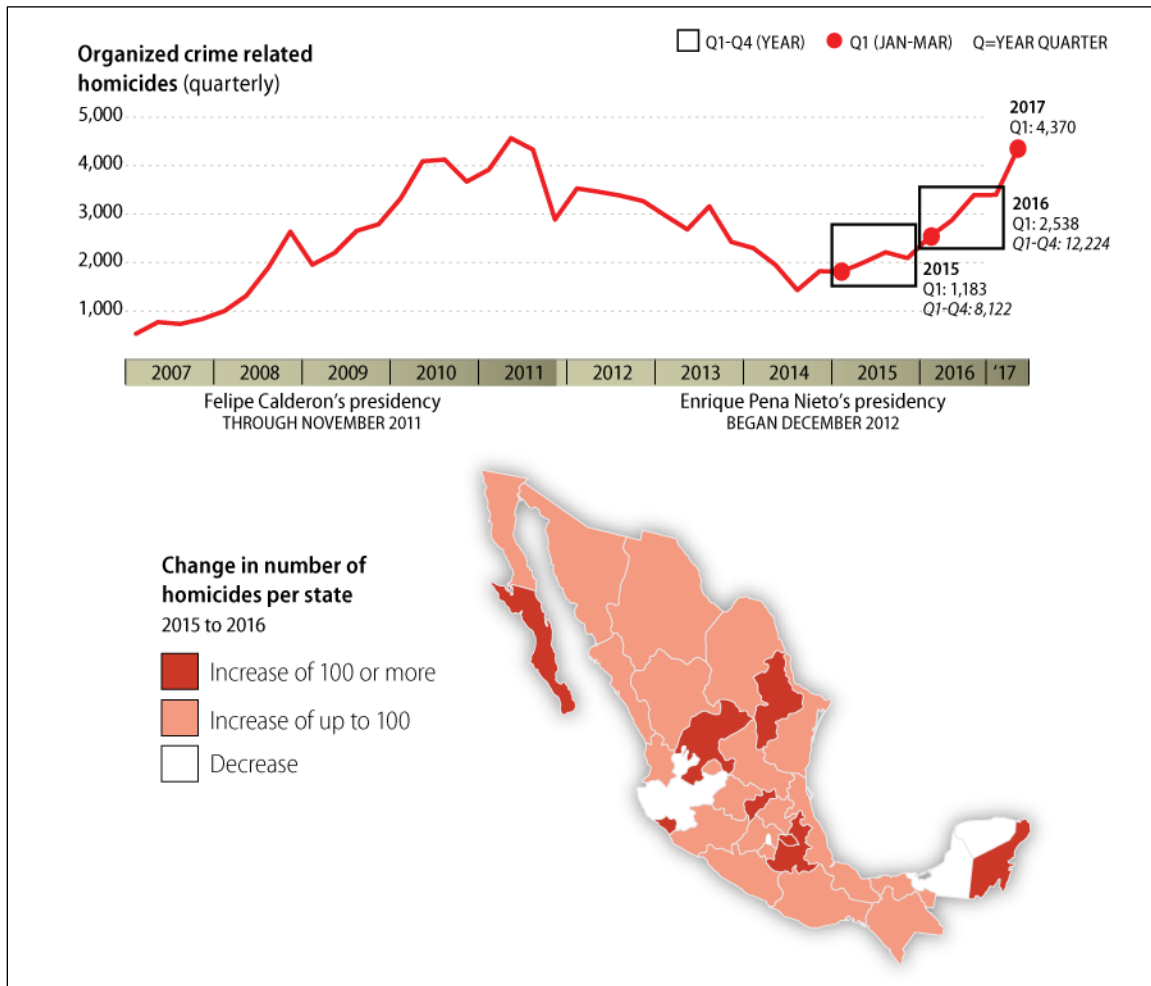 Organized crime related
homicides (quarterly)
Q1-Q4 (YEAR) Q1 (JAN-MAR) Q=YEAR QUARTER
5,000
4,000
3,000
2,000
1,000
2017
Q1: 4,370
2016
Q1: 2,538
Q1-Q4: 12,224
2015
Q1: 1,183
Q1-Q4: 8,122
2007 2008 2009 2010 2011 2012 2013 2014 2015 2016 '17
Felipe Calderon's presidency
THROUGH NOVEMBER 2011
Enrique Pena Nieto's presidency
BEGAN DECEMBER 2012
Change in number of
homicides per state
2015 to 2016
Increase of 100 or more
Increase of up to 100
Decrease